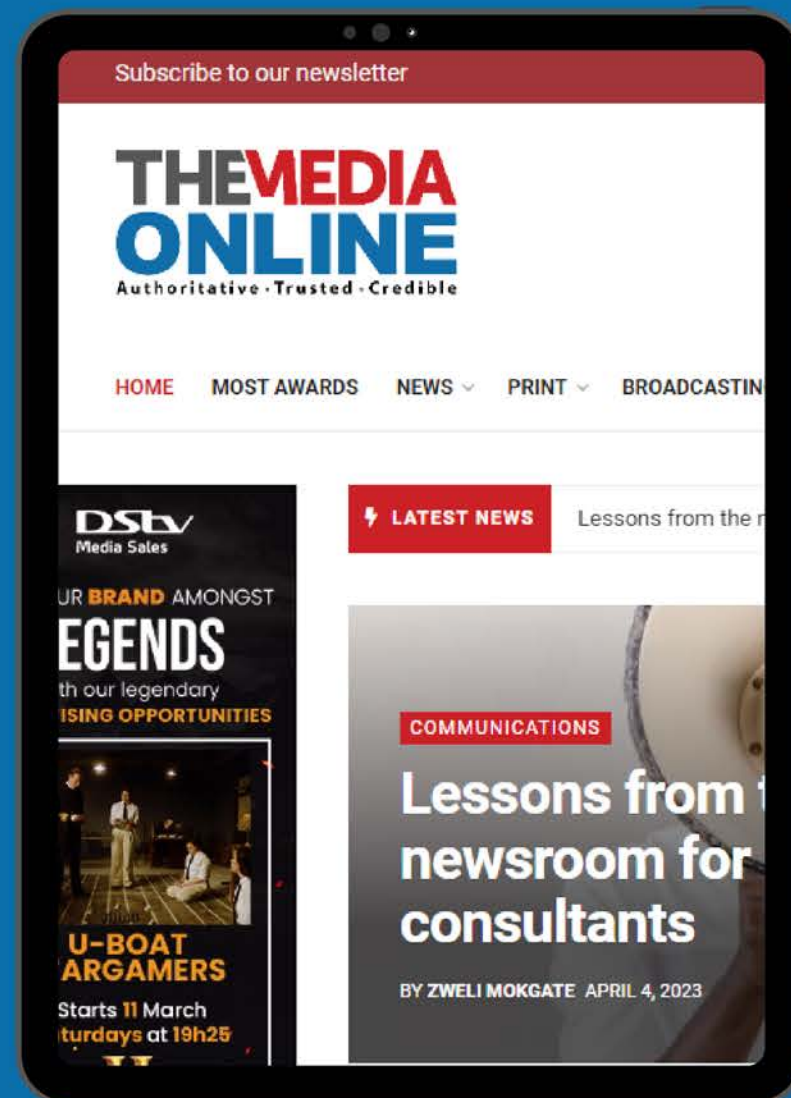 Subscribe to our newsletter
THEMEDIA
ONLINE
Authoritative · Trusted · Credible
HOME MOST AWARDS NEWS PRINT BROADCASTIN
DStv
Media Sales
UR BRAND AMONGST
EGENDS
th our legendary
ISING OPPORTUNITIES
U-BOAT
ARGAMERS
Starts 11 March
turdays at 19h25
LATEST NEWS Lessons from the
COMMUNICATIONS
Lessons from
newsroom for
consultants
BY ZWELI MOKGATE APRIL 4, 2023